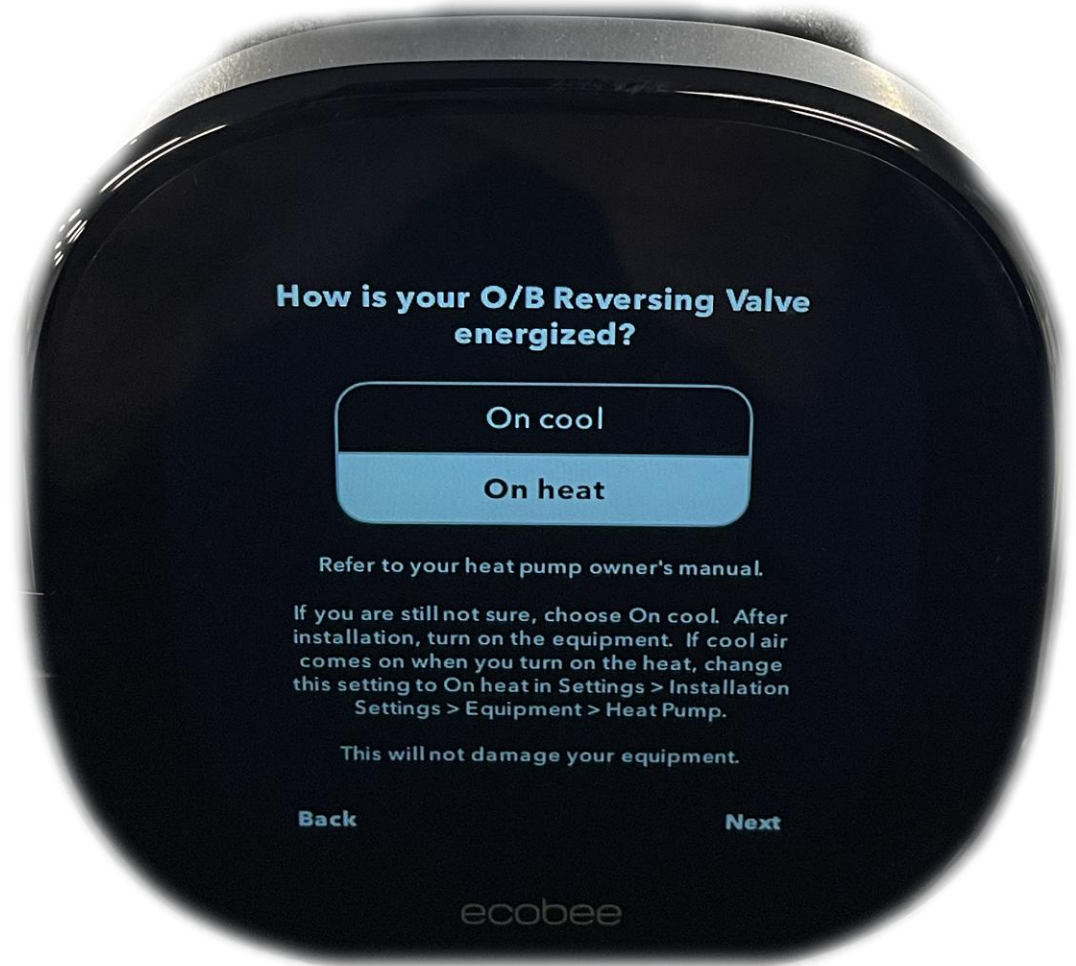 How is your O/B Reversing Valve
energized?
On cool
On heat
Refer to your heat pump owner's manual.
If you are still not sure, choose On cool. After
installation, turn on the equipment. If cool air
comes on when you turn on the heat, change
this setting to On heat in Settings > Installation
Settings > Equipment > Heat Pump.
This will not damage your equipment.
Back Next
ecobee